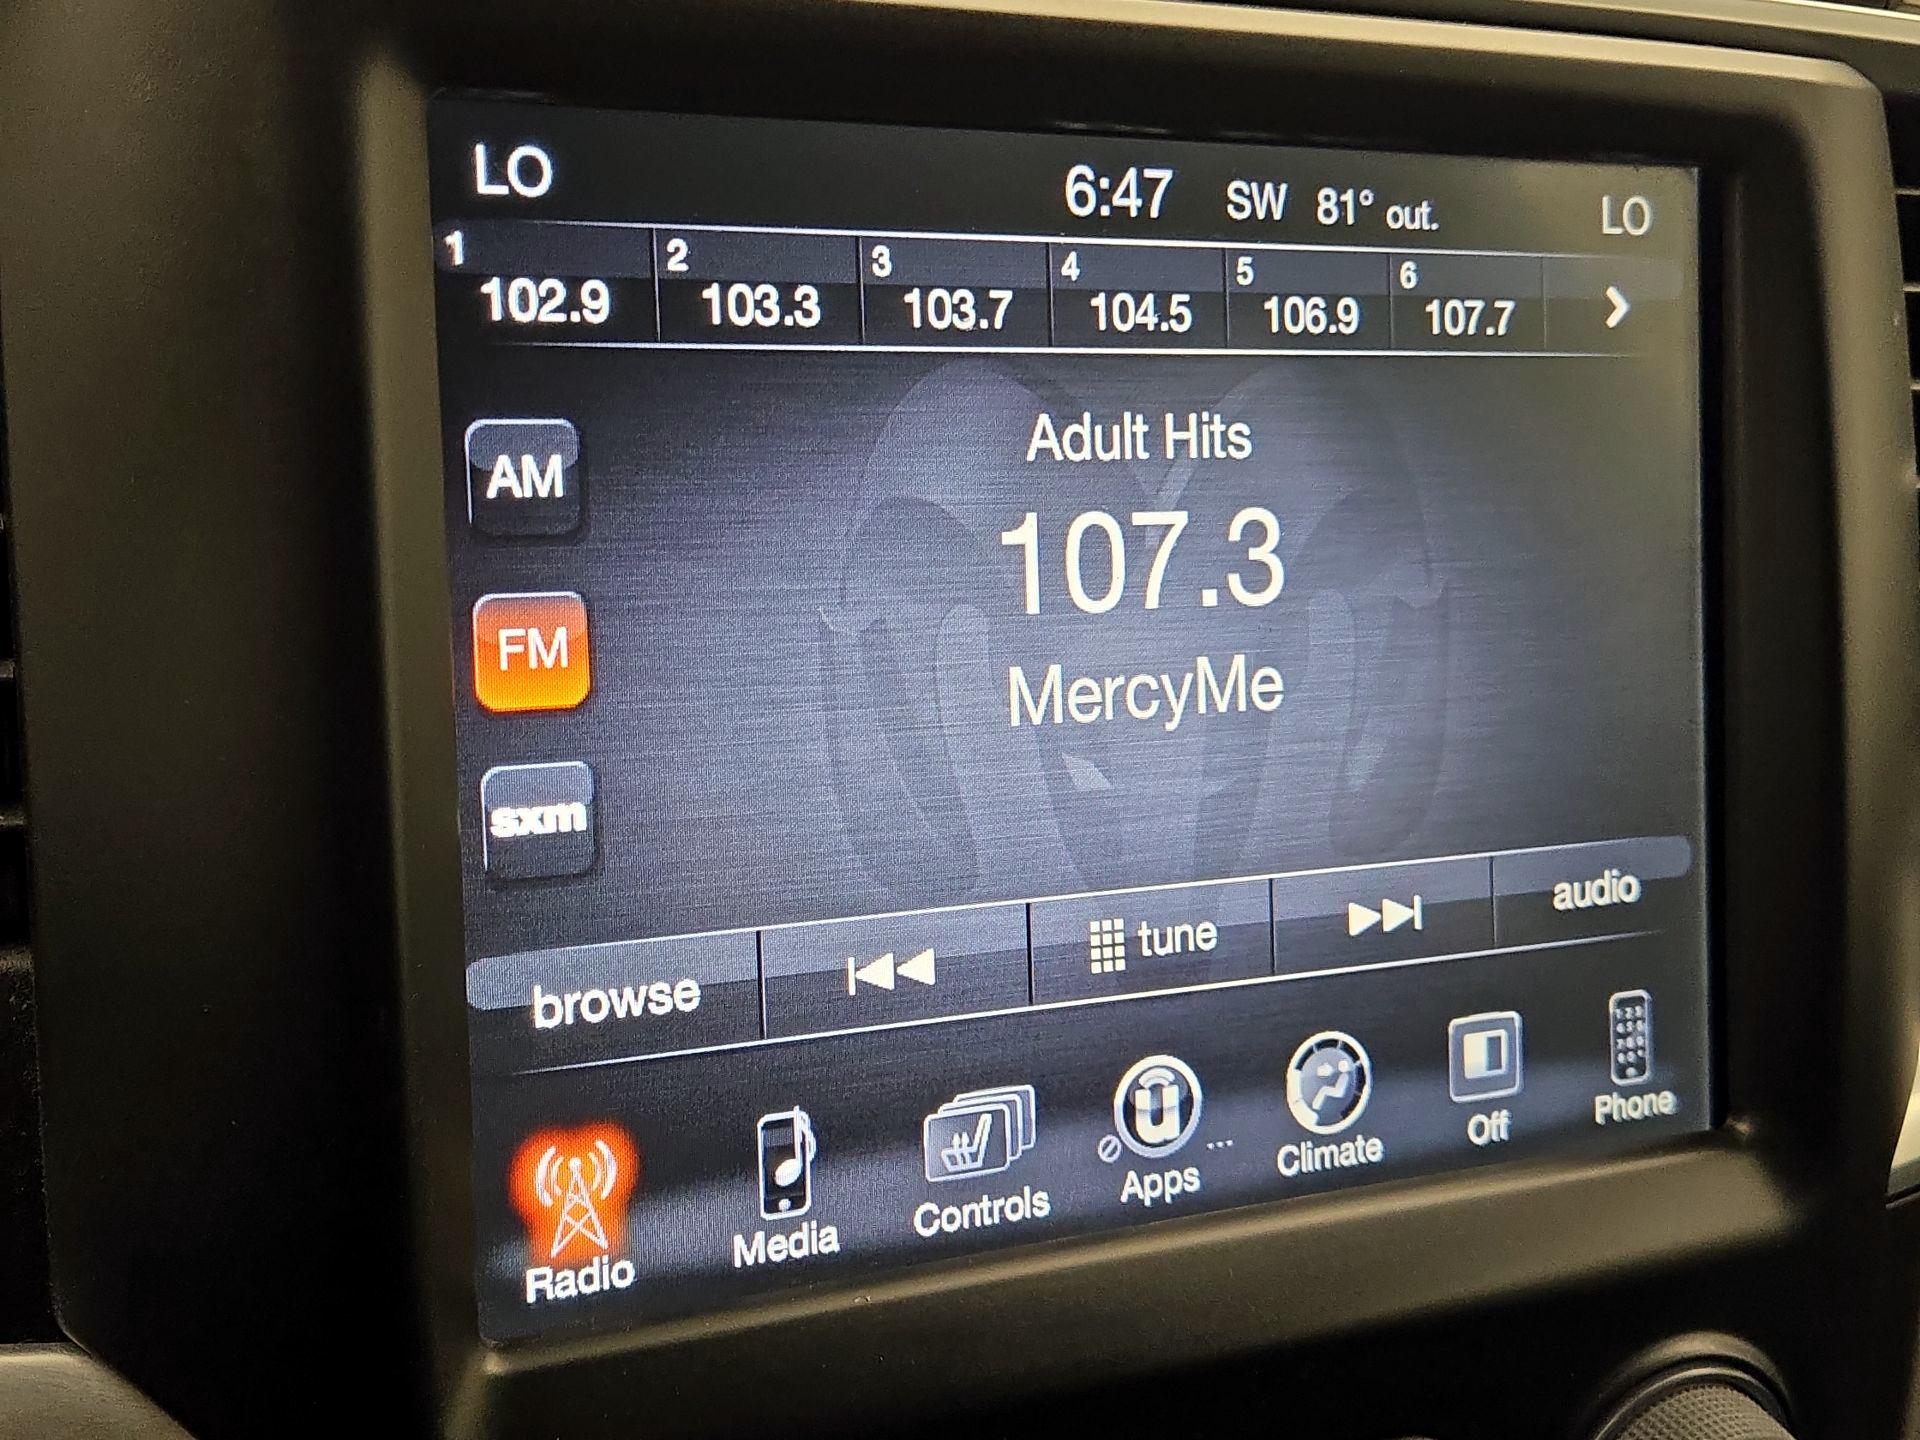 LO 6:47 SW 81° out. LO
1 2 3 4 5 6
102.9 103.3 103.7 104.5 106.9 107.7
Adult Hits
AM
107.3
FM
MercyMe
sxm
browse tune audio
Radio Media Controls Apps Climate Off Phone